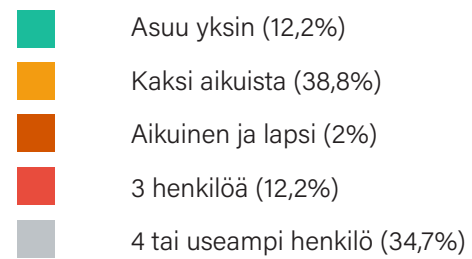 Asuu yksin (12,2%)
Kaksi aikuista (38,8%)
Aikuinen ja lapsi (2%)
3 henkilöä (12,2%)
4 tai useampi henkilö (34,7%)